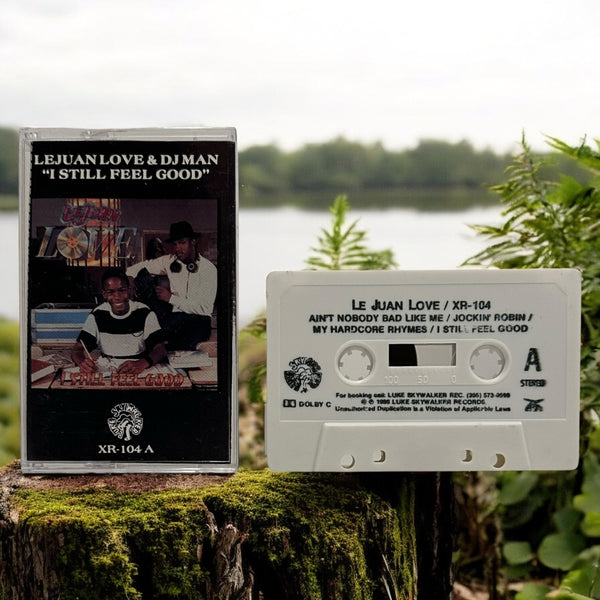 LEJUAN LOVE & DJ MAN
"I STILL FEEL GOOD"
LeJuan
LOVE
I STILL FEEL GOOD
XR-104 A
LE JUAN LOVE / XR-104
AIN'T NOBODY BAD LIKE ME / JOCKIN' ROBIN /
MY HARDCORE RHYMES / I STILL FEEL GOOD
A
STEREO
100 50 0
DOLBY C
For booking call: LUKE SKYWALKER REC. (305)
LUKE SKYWALKER RECORDS.
Unauthorized Duplication is a Violation of Applicable Laws